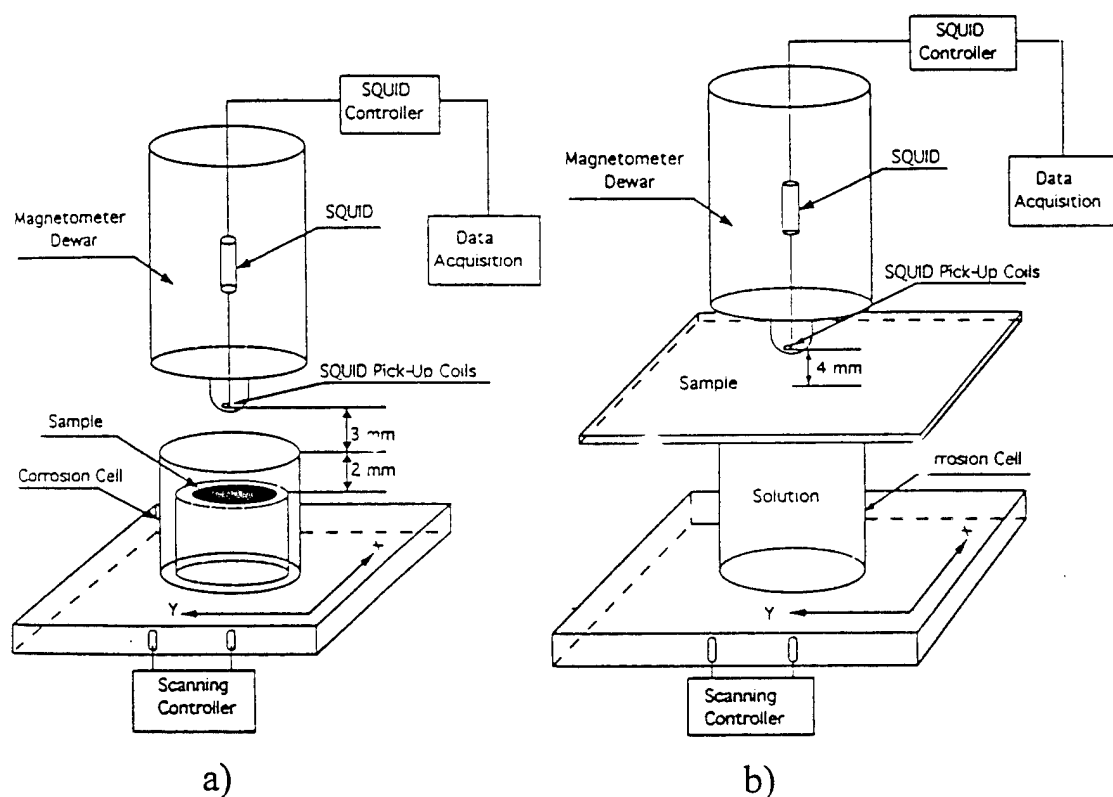 SQUID
Controller
Magnetometer
Dewar
SQUID
Data
Acquisition
SQUID Pick-Up Coils
Sample
3 mm
Corrosion Cell
2 mm
X
Y
Scanning
Controller
a)
SQUID
Controller
Magnetometer
Dewar
SQUID
Data
Acquisition
SQUID Pick-Up Coils
4 mm
Sample
rrosion Cell
Solution
X
Y
Scanning
Controller
b)